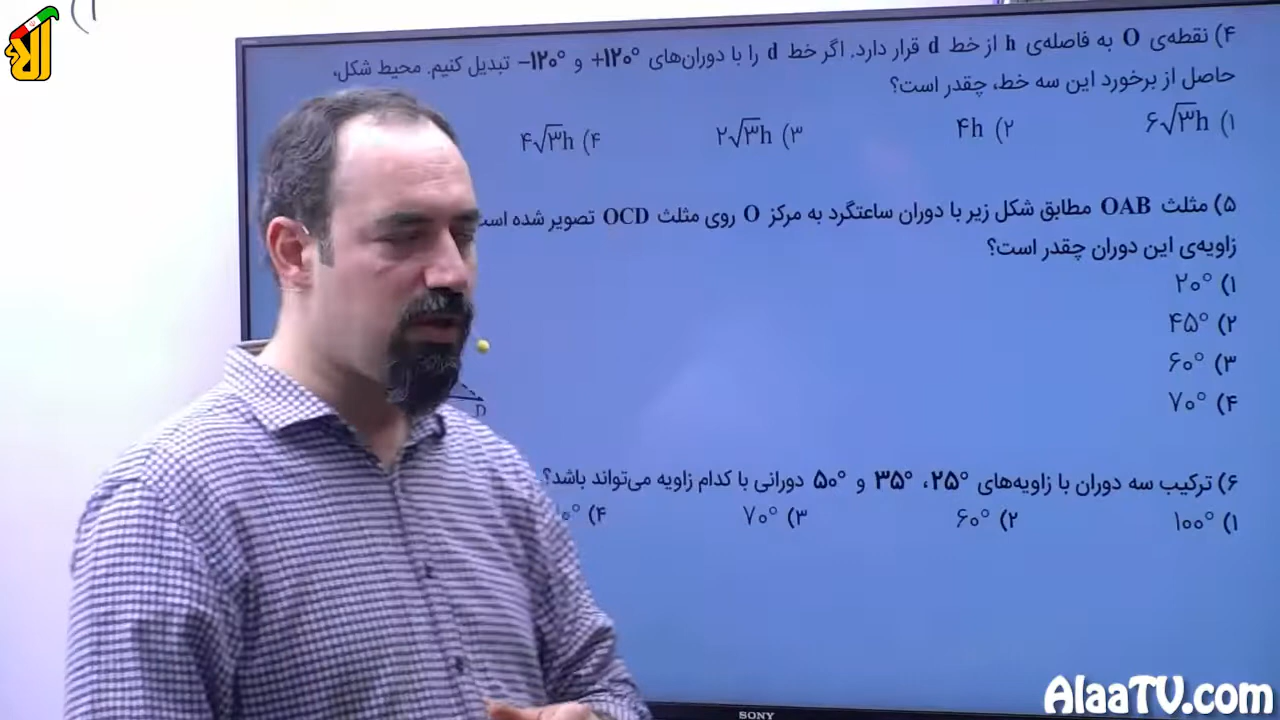 ۴) نقطه‌ی O به فاصله‌ی h از خط d قرار دارد. اگر خط d را با دوران‌های +۱۲۰° و −۱۲۰° تبدیل کنیم. محیط شکل،
حاصل از برخورد این سه خط، چقدر است؟
۱) ۶√۳h ۲) ۴h ۳) ۲√۳h ۴) ۴√۳h
۵) مثلث OAB مطابق شکل زیر با دوران ساعتگرد به مرکز O روی مثلث OCD تصویر شده است
زاویه‌ی این دوران چقدر است؟
۱) ۲۰°
۲) ۴۵°
۳) ۶۰°
۴) ۷۰°
D
۶) ترکیب سه دوران با زاویه‌های ۲۵°، ۳۵° و ۵۰° دورانی با کدام زاویه می‌تواند باشد؟
۱) ۱۰۰° ۲) ۶۰° ۳) ۷۰° ۴)
SONY
AlaaTV.com
آلا